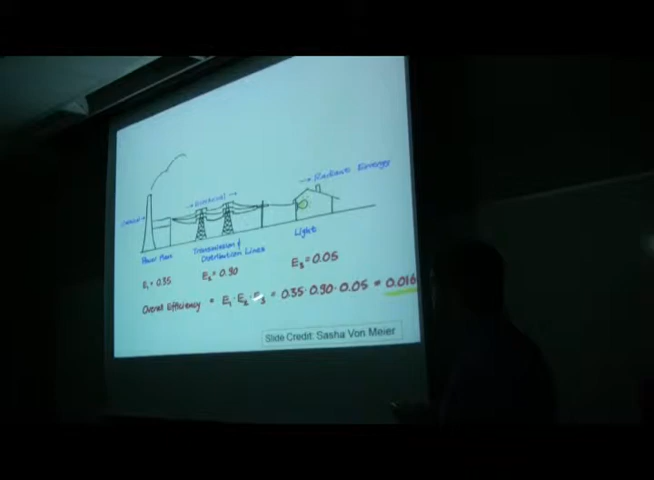 → Radiant Energy
→ Electrical →
Chemical →
Light
Power Plant
Transmission &
Distribution Lines
E₁ = 0.35
E₂ = 0.90
E₃ = 0.05
Overall Efficiency = E₁ · E₂ · E₃ = 0.35 · 0.90 · 0.05 = 0.016
Slide Credit: Sasha Von Meier